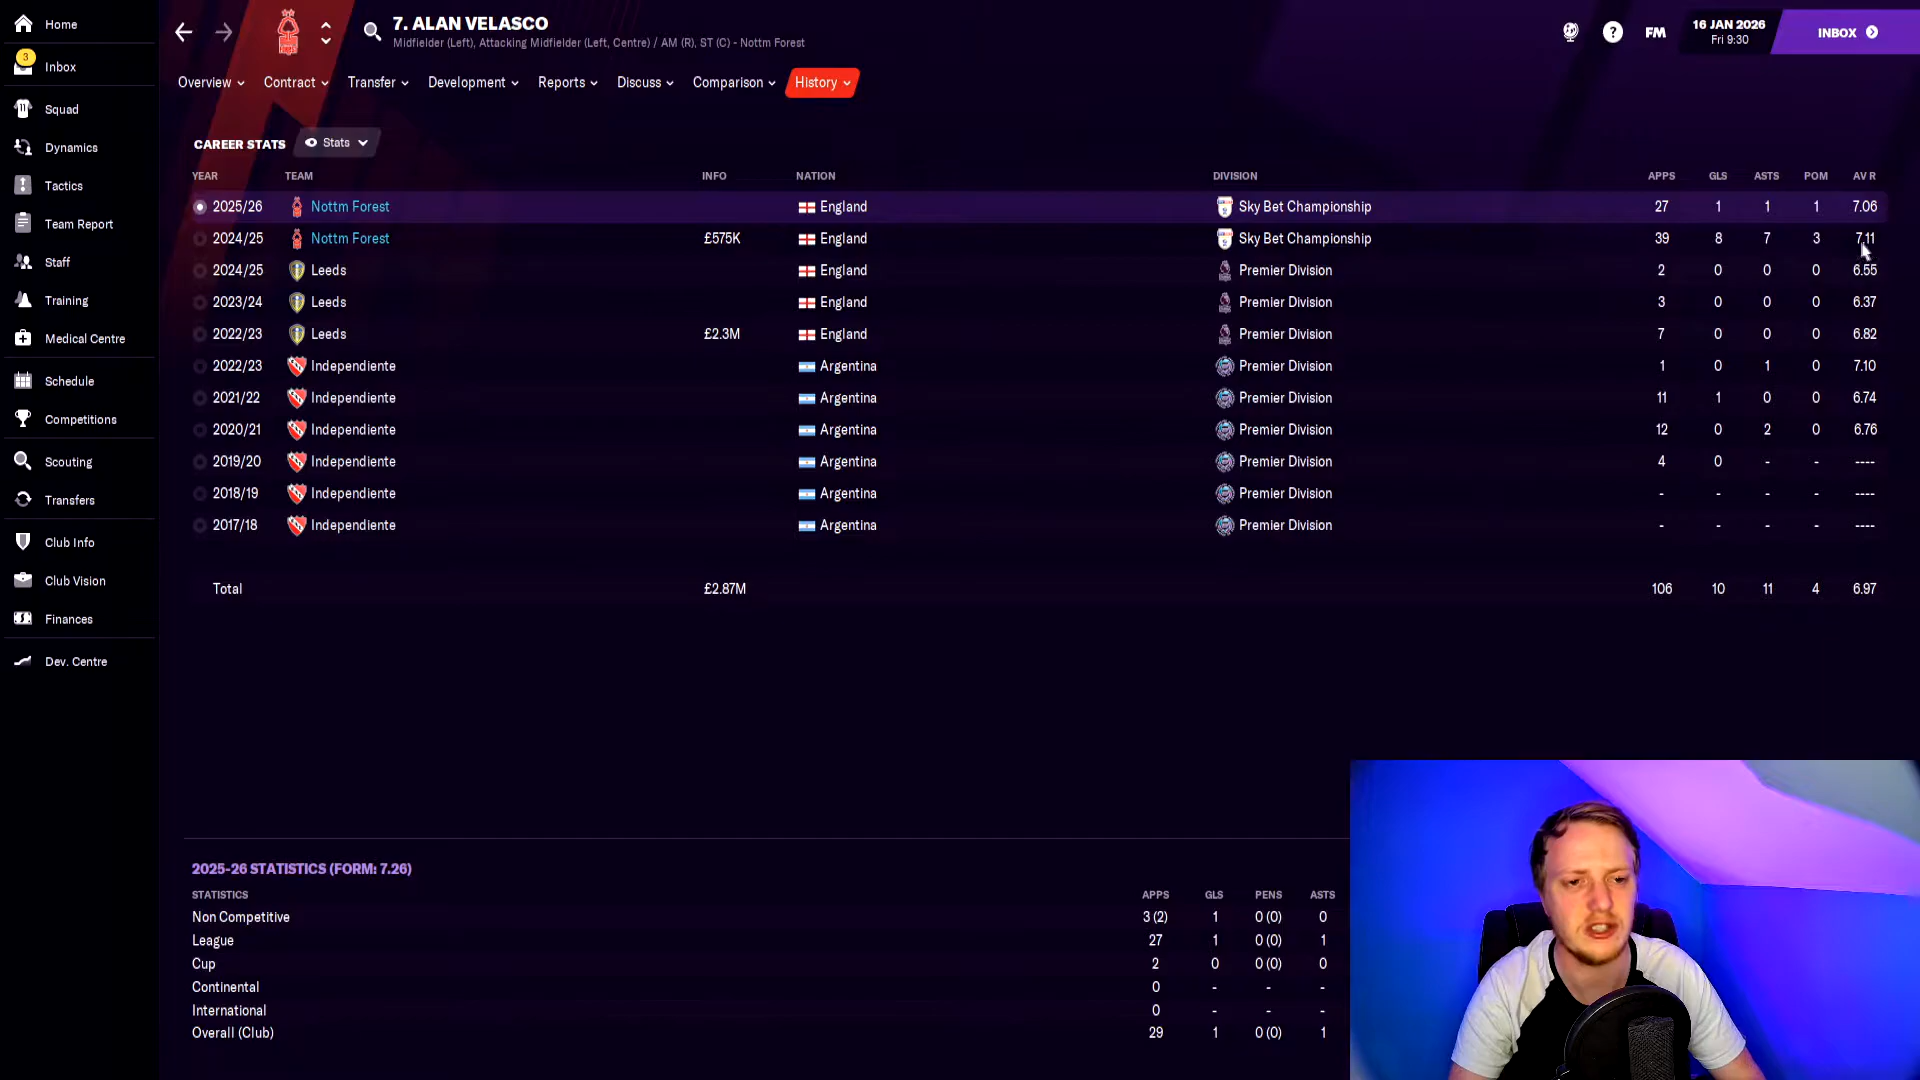 Home
7. ALAN VELASCO
Midfielder (Left), Attacking Midfielder (Left, Centre) / AM (R), ST (C) - Nottm Forest
?
FM
16 JAN 2026
Fri 9:30
INBOX
3
Inbox
Overview Contract Transfer Development Reports Discuss Comparison History
Squad
Dynamics
Tactics
Team Report
Staff
Training
Medical Centre
Schedule
Competitions
Scouting
Transfers
Club Info
Club Vision
Finances
Dev. Centre
CAREER STATS Stats
YEAR TEAM INFO NATION DIVISION APPS GLS ASTS POM AV R
2025/26 Nottm Forest England Sky Bet Championship 27 1 1 1 7.06
2024/25 Nottm Forest £575K England Sky Bet Championship 39 8 7 3 7.11
2024/25 Leeds England Premier Division 2 0 0 0 6.55
2023/24 Leeds England Premier Division 3 0 0 0 6.37
2022/23 Leeds £2.3M England Premier Division 7 0 0 0 6.82
2022/23 Independiente Argentina Premier Division 1 0 1 0 7.10
2021/22 Independiente Argentina Premier Division 11 1 0 0 6.74
2020/21 Independiente Argentina Premier Division 12 0 2 0 6.76
2019/20 Independiente Argentina Premier Division 4 0 - - ----
2018/19 Independiente Argentina Premier Division - - - - ----
2017/18 Independiente Argentina Premier Division - - - - ----
Total £2.87M 106 10 11 4 6.97
2025-26 STATISTICS (FORM: 7.26)
STATISTICS APPS GLS PENS ASTS
Non Competitive 3 (2) 1 0 (0) 0
League 27 1 0 (0) 1
Cup 2 0 0 (0) 0
Continental 0 - - -
International 0 - - -
Overall (Club) 29 1 0 (0) 1